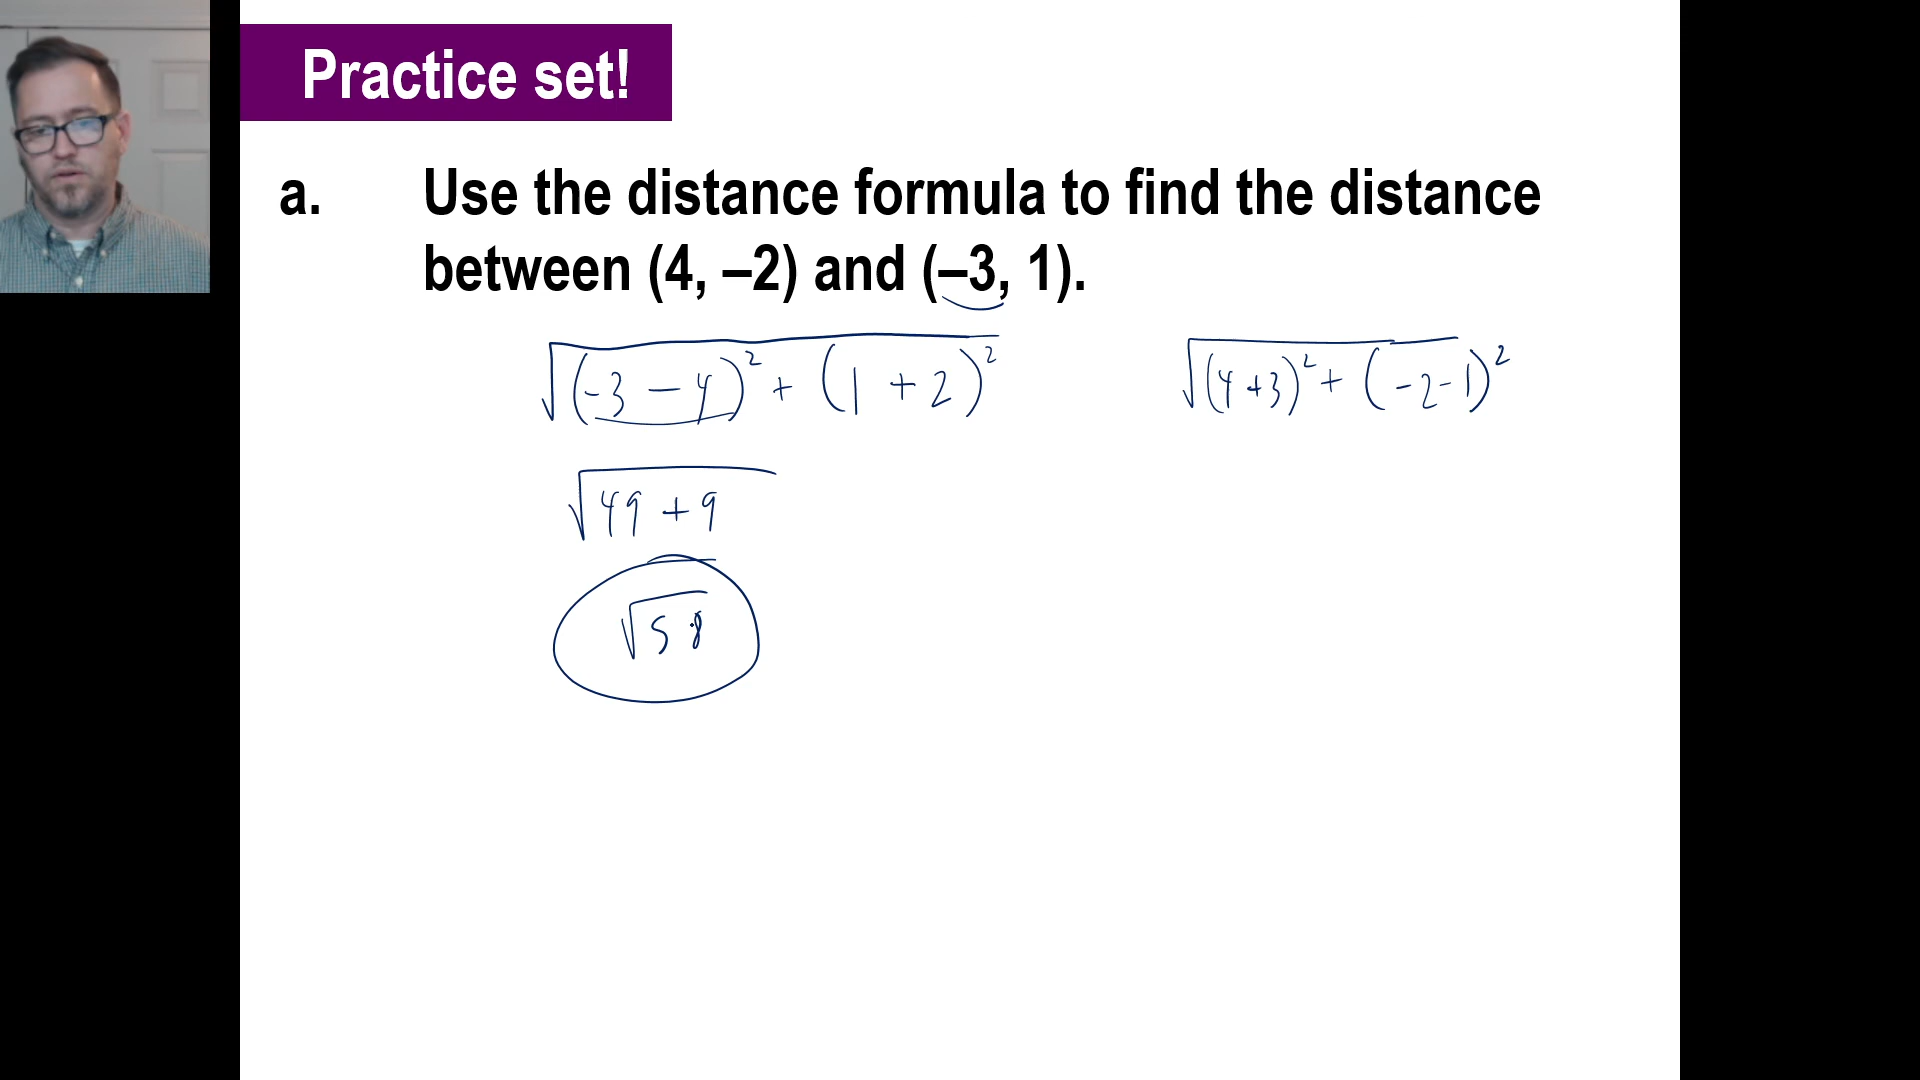 Practice set!
a. Use the distance formula to find the distance
between (4, –2) and (–3, 1).
√(-3 - 4)² + (1 + 2)²
√(4 + 3)² + (-2 - 1)²
√49 + 9
√58